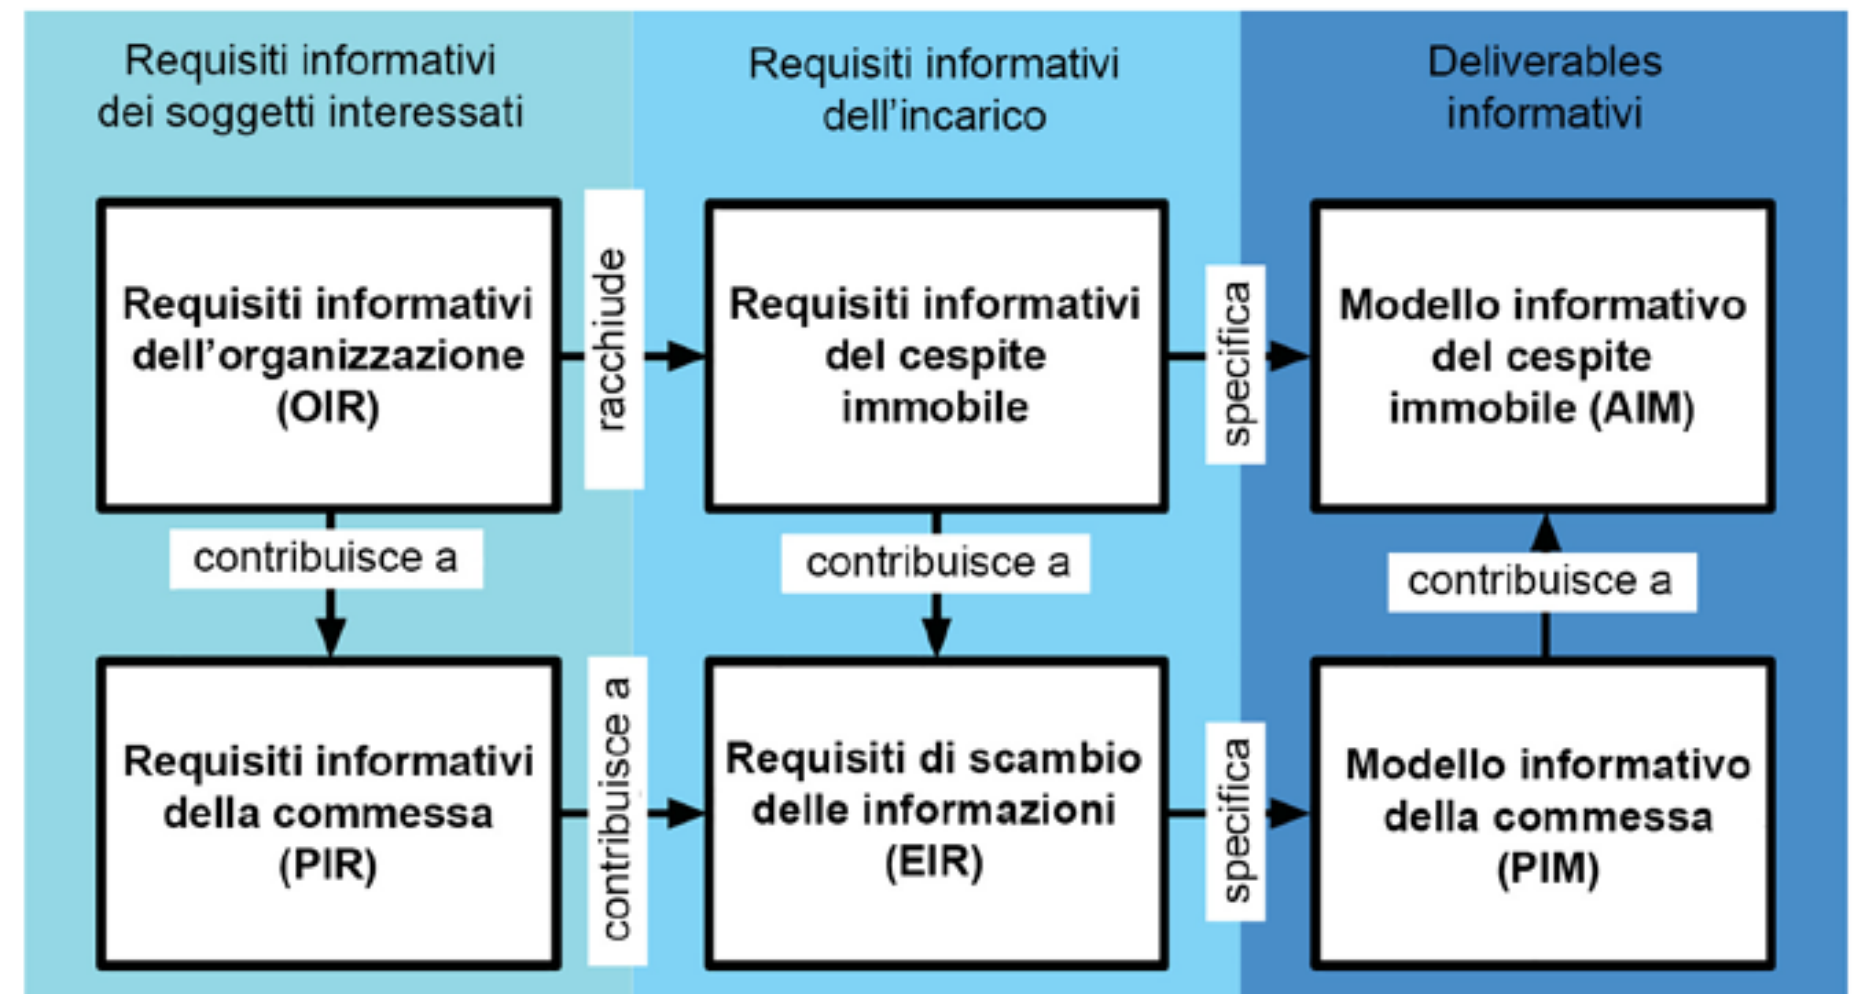 Requisiti informativi
dei soggetti interessati
Requisiti informativi
dell'incarico
Deliverables
informativi
Requisiti informativi
dell'organizzazione
(OIR)
racchiude
Requisiti informativi
del cespite
immobile
specifica
Modello informativo
del cespite
immobile (AIM)
contribuisce a
contribuisce a
contribuisce a
Requisiti informativi
della commessa
(PIR)
contribuisce a
Requisiti di scambio
delle informazioni
(EIR)
specifica
Modello informativo
della commessa
(PIM)